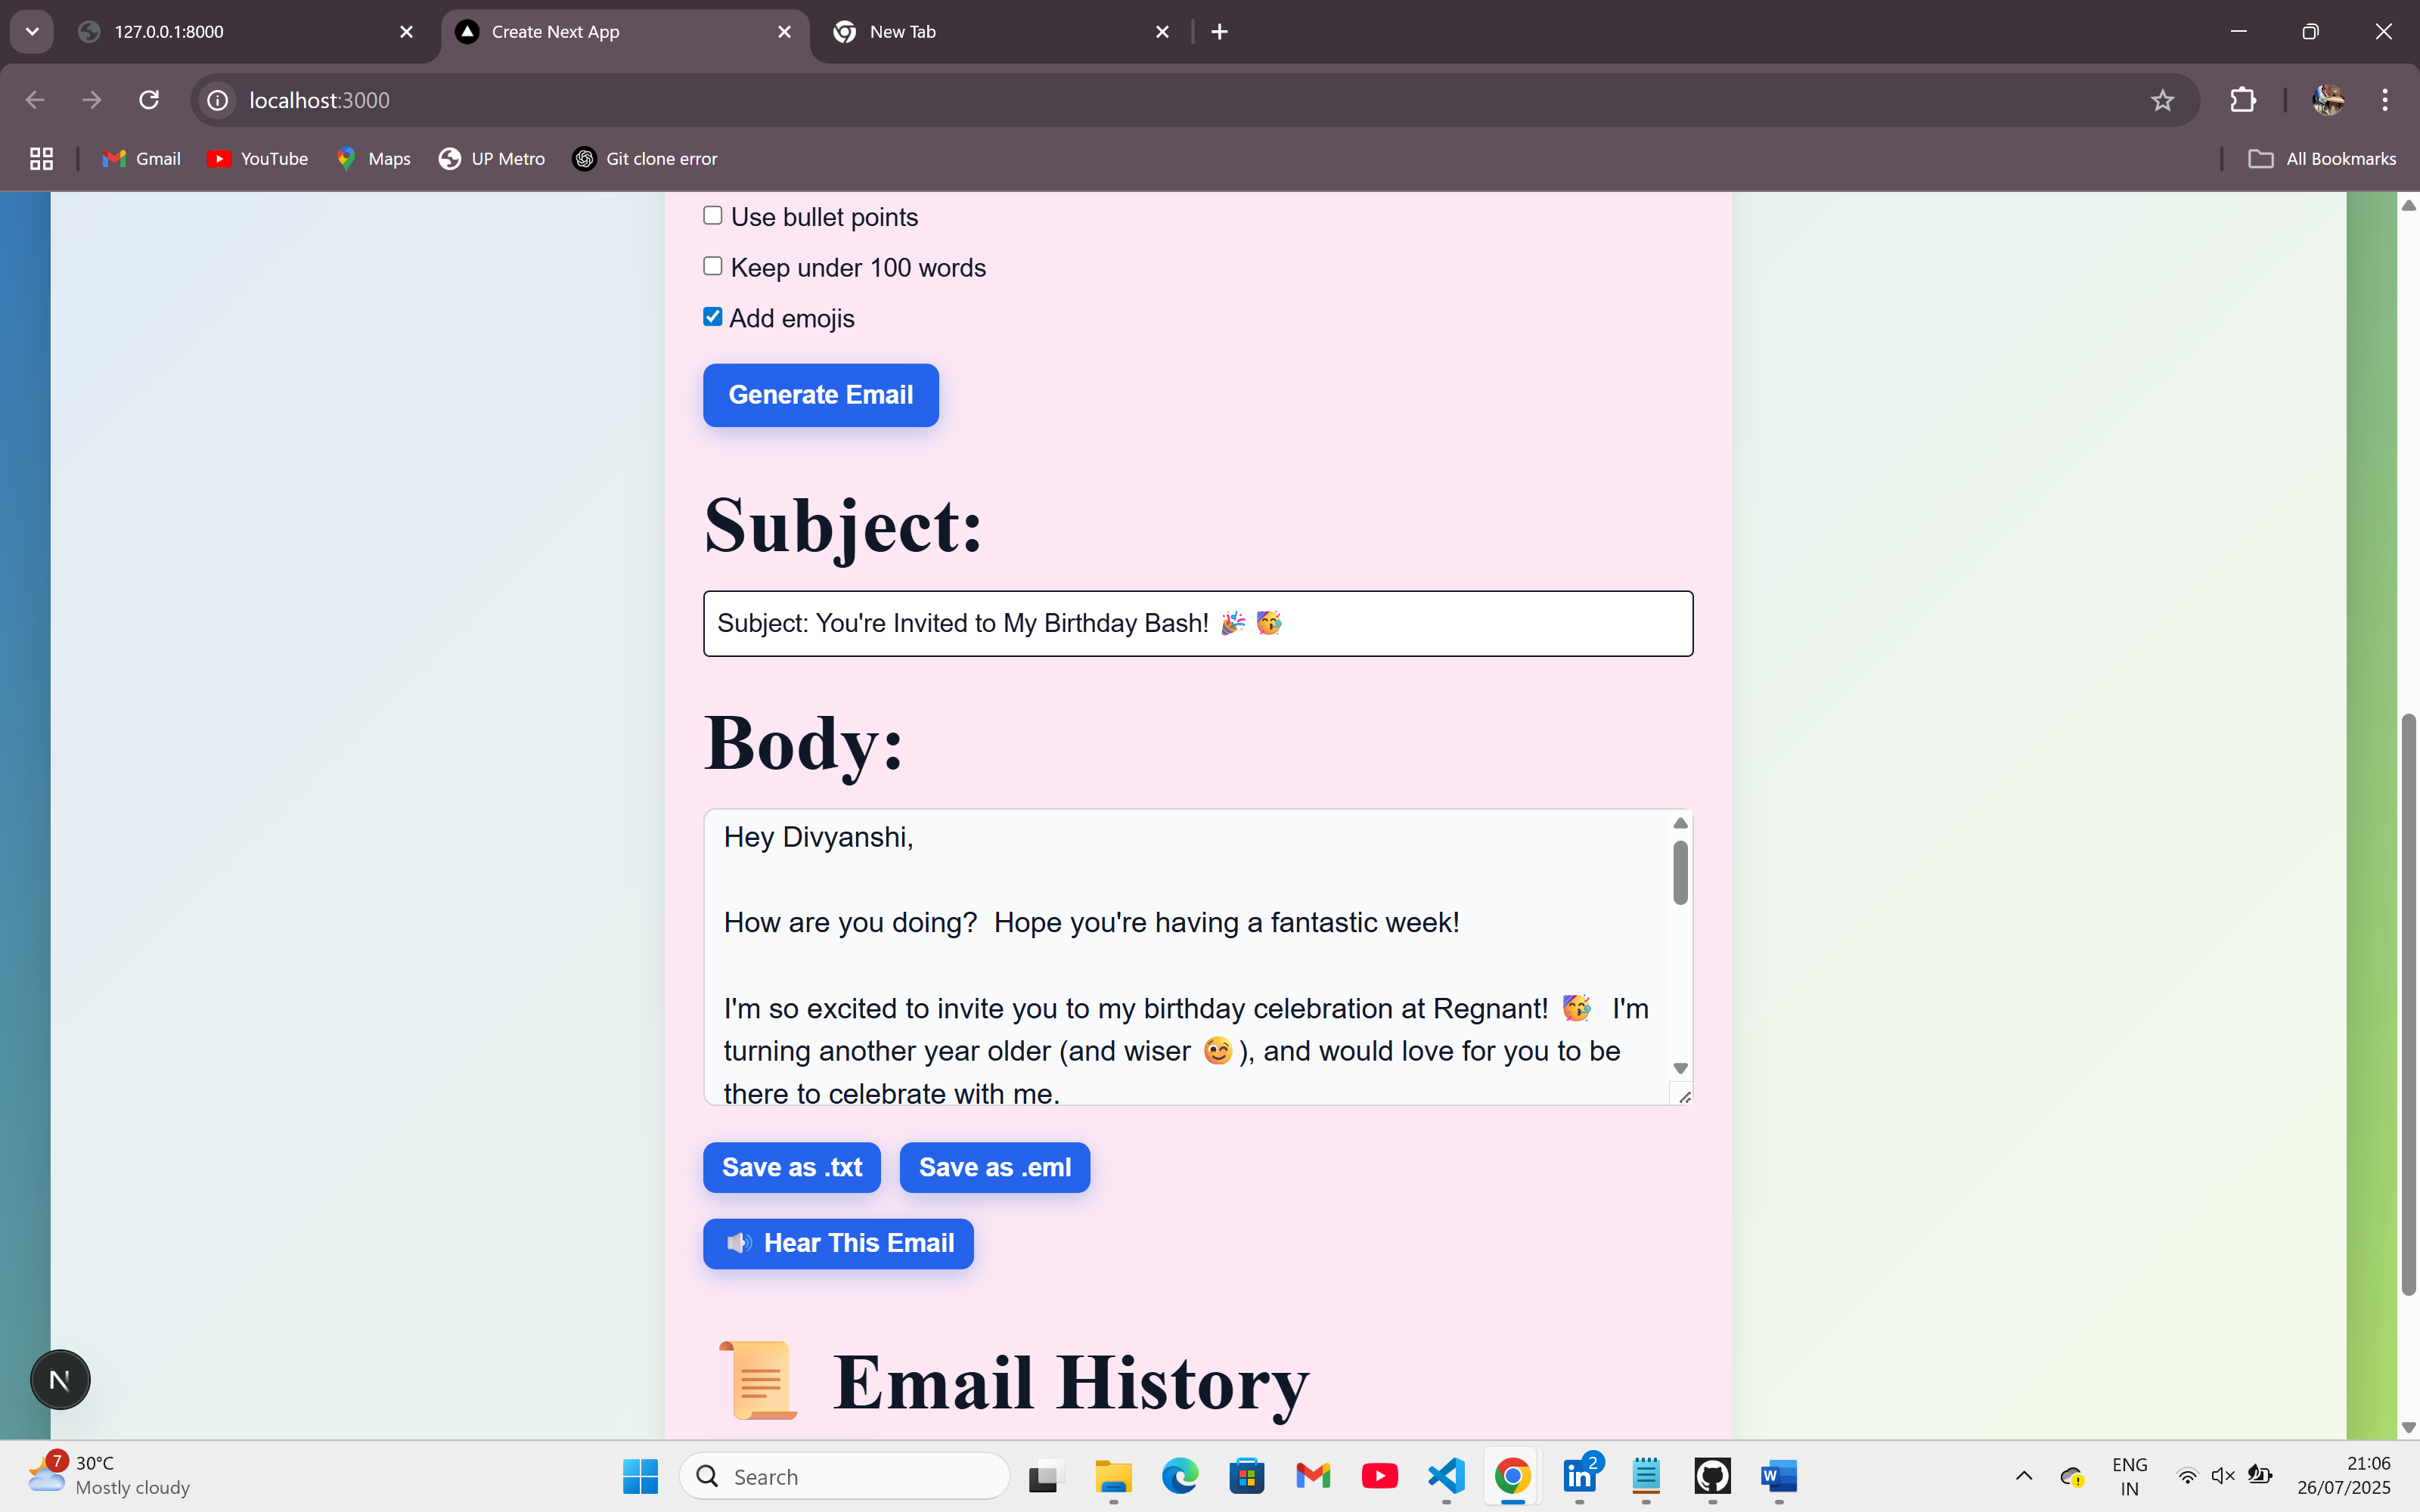 127.0.0.1:8000
Create Next App
New Tab
localhost:3000
Gmail
YouTube
Maps
UP Metro
Git clone error
All Bookmarks
Use bullet points
Keep under 100 words
Add emojis
Generate Email
Subject:
Subject: You're Invited to My Birthday Bash! 🎉 🥳
Body:
Hey Divyanshi,
How are you doing?  Hope you're having a fantastic week!
I'm so excited to invite you to my birthday celebration at Regnant! 🥳  I'm
turning another year older (and wiser 😉), and would love for you to be
there to celebrate with me.
Save as .txt
Save as .eml
🔊 Hear This Email
📜 Email History
N
7
30°C
Mostly cloudy
Search
in
2
W
ENG
IN
21:06
26/07/2025